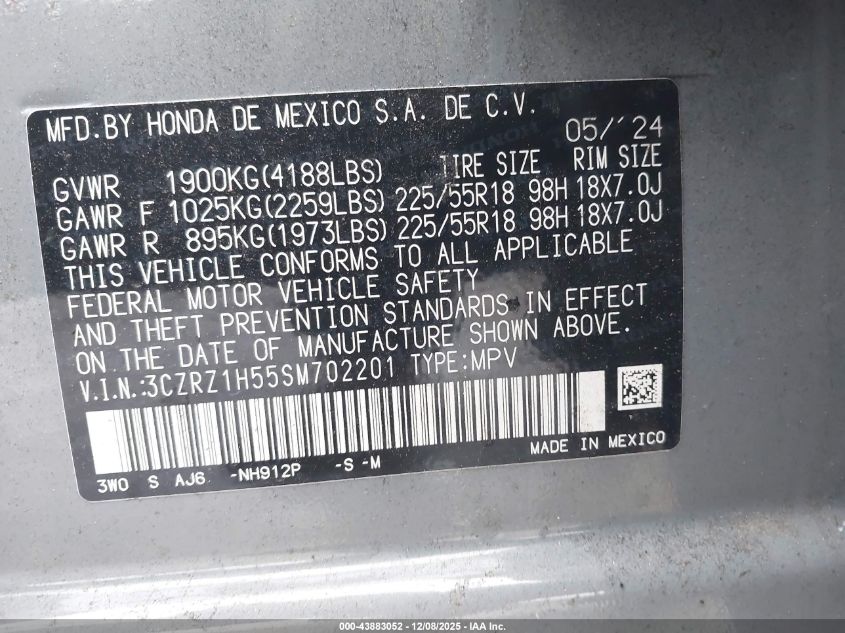 MFD.BY HONDA DE MEXICO S.A. DE C.V.
05/´24
GVWR 1900KG(4188LBS) TIRE SIZE RIM SIZE
GAWR F 1025KG(2259LBS) 225/55R18 98H 18X7.0J
GAWR R 895KG(1973LBS) 225/55R18 98H 18X7.0J
THIS VEHICLE CONFORMS TO ALL APPLICABLE
FEDERAL MOTOR VEHICLE SAFETY
AND THEFT PREVENTION STANDARDS IN EFFECT
ON THE DATE OF MANUFACTURE SHOWN ABOVE.
V.I.N.:3CZRZ1H55SM702201 TYPE:MPV
MADE IN MEXICO
3W0 S AJ6 -NH912P -S -M
000-43883052 - 12/08/2025 - IAA Inc.